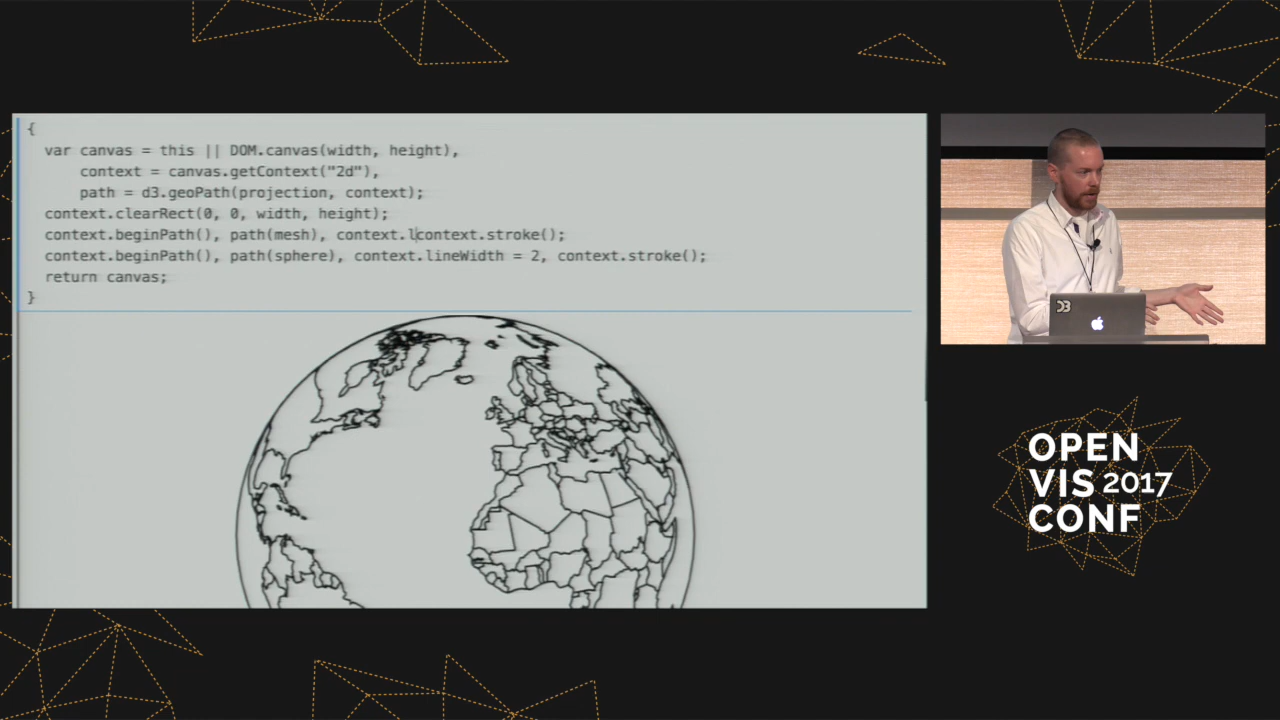 {
var canvas = this || DOM.canvas(width, height),
context = canvas.getContext("2d"),
path = d3.geoPath(projection, context);
context.clearRect(0, 0, width, height);
context.beginPath(), path(mesh), context.lcontext.stroke();
context.beginPath(), path(sphere), context.lineWidth = 2, context.stroke();
return canvas;
}
D3
OPEN
VIS 2017
CONF